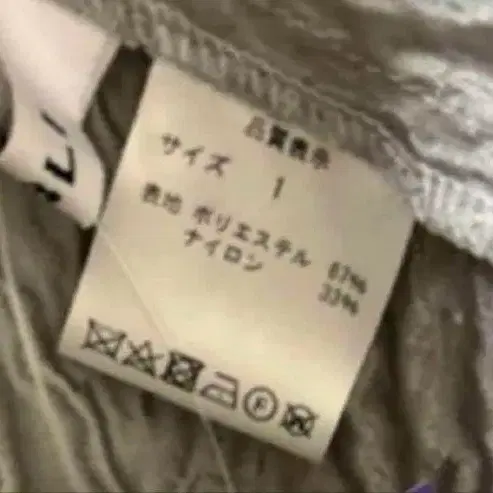 品質表示
サイズ 1
表地 ポリエステル 67%
ナイロン 33%